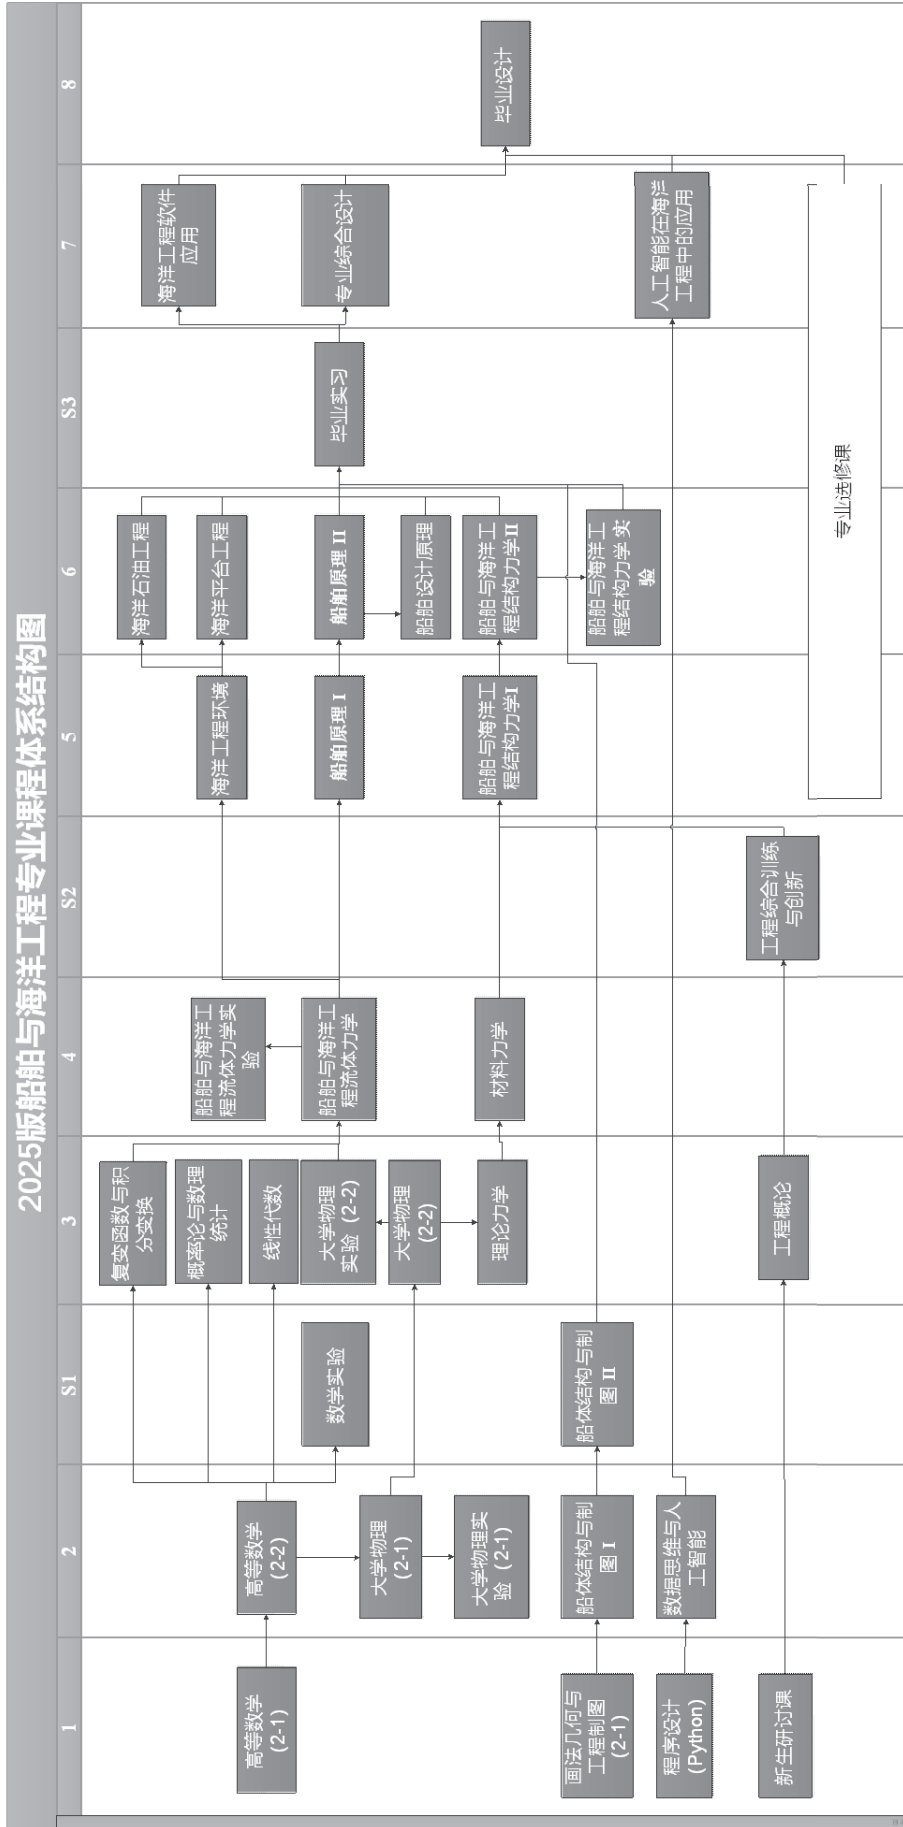 2025版船舶与海洋工程专业课程体系结构图
1
2
S1
3
4
S2
5
6
S3
7
8
高等数学
(2-1)
画法几何与
工程制图
(2-1)
程序设计
(Python)
新生研讨课
高等数学
(2-2)
大学物理
(2-1)
大学物理实
验 (2-1)
船体结构与制
图 I
数据思维与人
工智能
数学实验
船体结构与制
图 II
复变函数与积
分变换
概率论与数理
统计
线性代数
大学物理
实验 (2-2)
大学物理
(2-2)
理论力学
工程概论
船舶与海洋工
程流体力学实
验
船舶与海洋工
程流体力学
材料力学
工程综合训练
与创新
海洋工程环境
船舶原理 I
船舶与海洋工
程结构力学I
海洋石油工程
海洋平台工程
船舶原理 II
船舶设计原理
船舶与海洋工
程结构力学II
船舶与海洋工
程结构力学 实
验
毕业实习
海洋工程软件
应用
专业综合设计
人工智能在海洋
工程中的应用
专业选修课
毕业设计